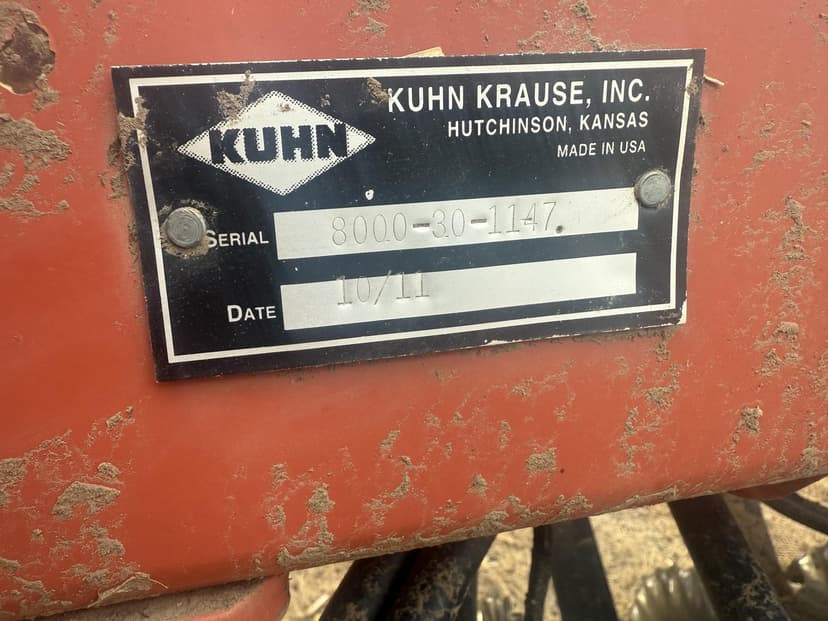 KUHN
KUHN KRAUSE, INC.
HUTCHINSON, KANSAS
MADE IN USA
SERIAL 8000-30-1147
DATE 10/11